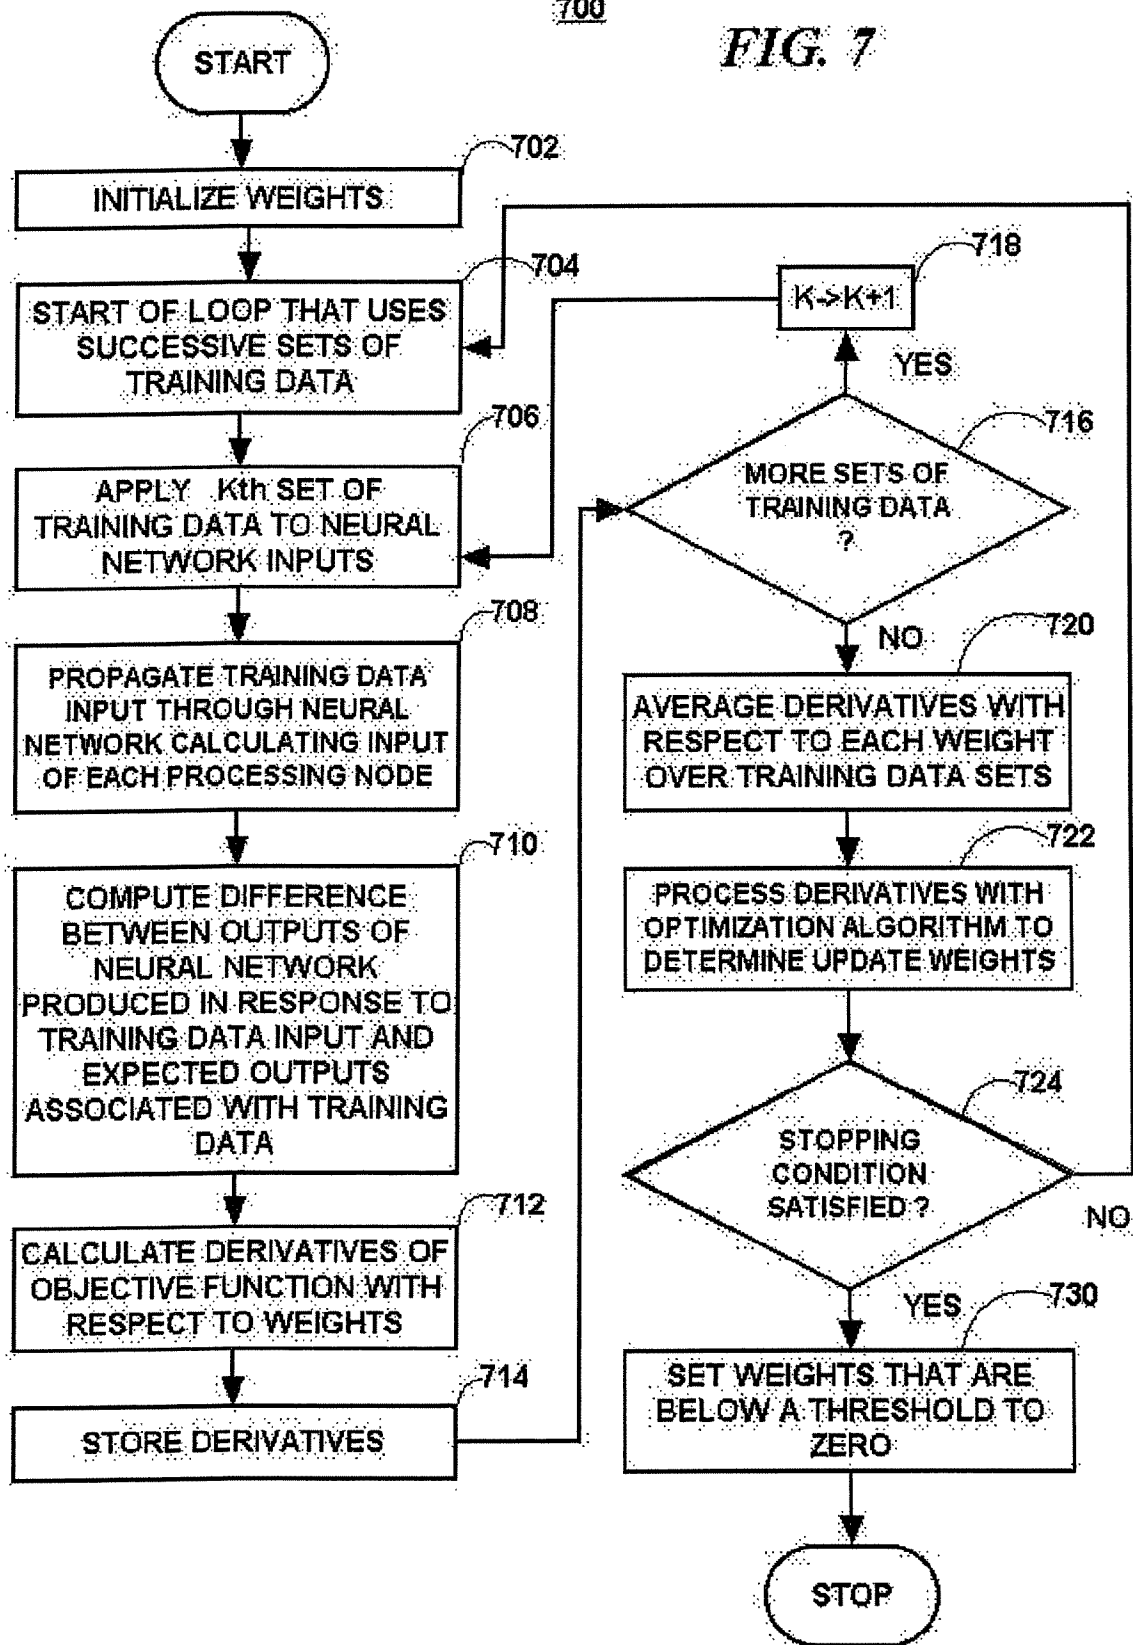 700
FIG. 7
START
702
INITIALIZE WEIGHTS
704
START OF LOOP THAT USES
SUCCESSIVE SETS OF
TRAINING DATA
706
APPLY Kth SET OF
TRAINING DATA TO NEURAL
NETWORK INPUTS
708
PROPAGATE TRAINING DATA
INPUT THROUGH NEURAL
NETWORK CALCULATING INPUT
OF EACH PROCESSING NODE
710
COMPUTE DIFFERENCE
BETWEEN OUTPUTS OF
NEURAL NETWORK
PRODUCED IN RESPONSE TO
TRAINING DATA INPUT AND
EXPECTED OUTPUTS
ASSOCIATED WITH TRAINING
DATA
712
CALCULATE DERIVATIVES OF
OBJECTIVE FUNCTION WITH
RESPECT TO WEIGHTS
714
STORE DERIVATIVES
718
K->K+1
YES
716
MORE SETS OF
TRAINING DATA
?
NO
720
AVERAGE DERIVATIVES WITH
RESPECT TO EACH WEIGHT
OVER TRAINING DATA SETS
722
PROCESS DERIVATIVES WITH
OPTIMIZATION ALGORITHM TO
DETERMINE UPDATE WEIGHTS
724
STOPPING
CONDITION
SATISFIED ?
NO
YES
730
SET WEIGHTS THAT ARE
BELOW A THRESHOLD TO
ZERO
STOP